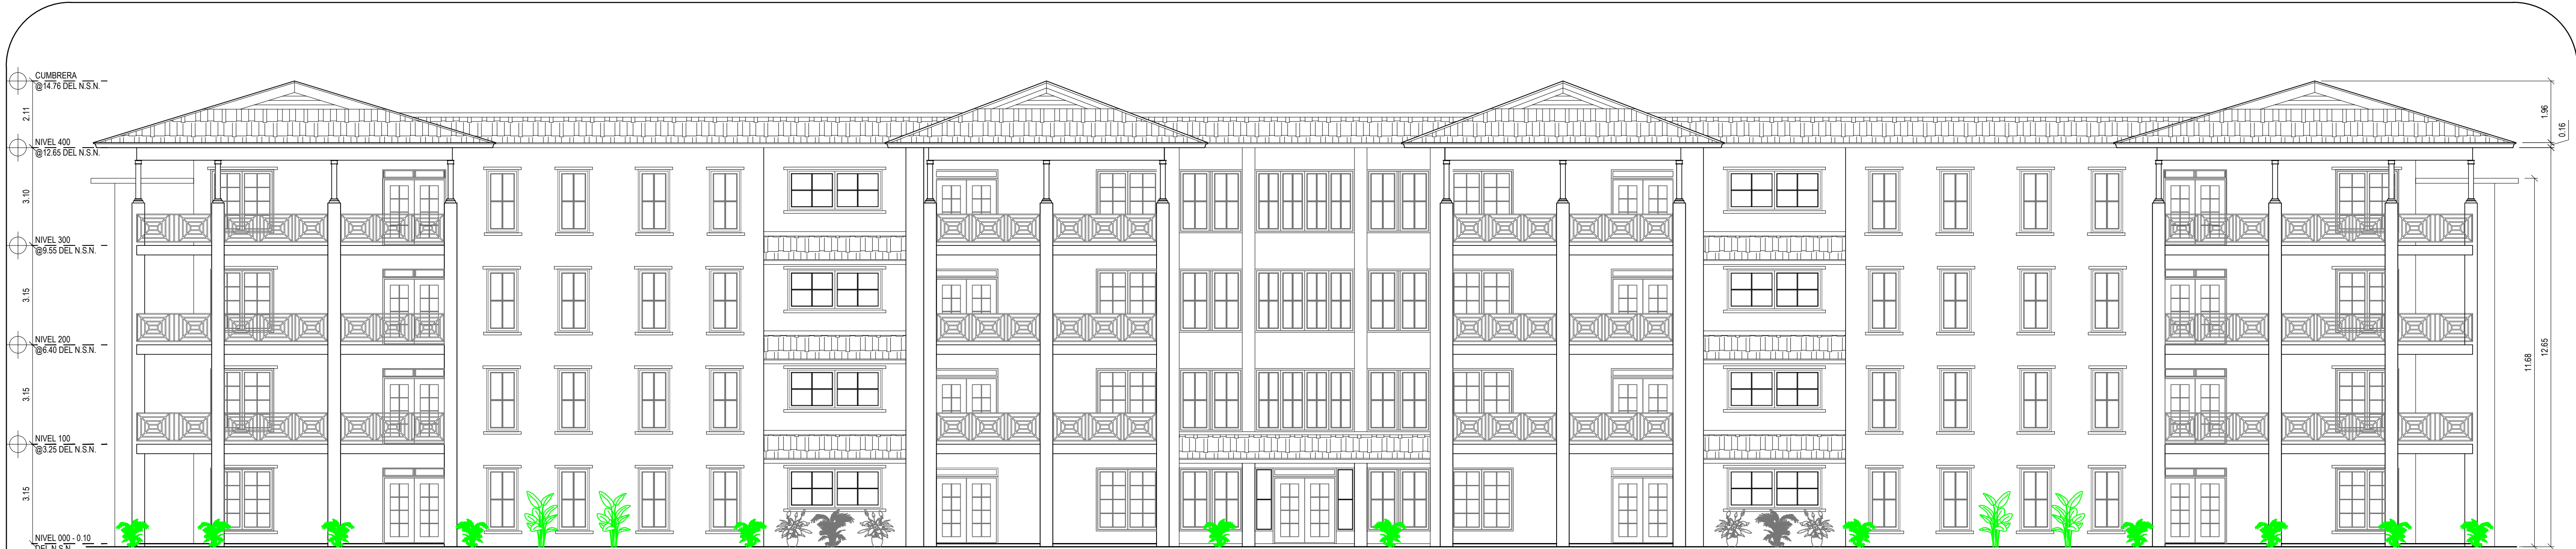 CUMBRERA
@14.76 DEL N.S.N.
2.11
NIVEL 400
@12.65 DEL N.S.N.
3.10
NIVEL 300
@9.55 DEL N.S.N.
3.15
NIVEL 200
@6.40 DEL N.S.N.
3.15
NIVEL 100
@3.25 DEL N.S.N.
3.15
NIVEL 000 - 0.10
DEL N.S.N.
1.96
0.16
11.68
12.65